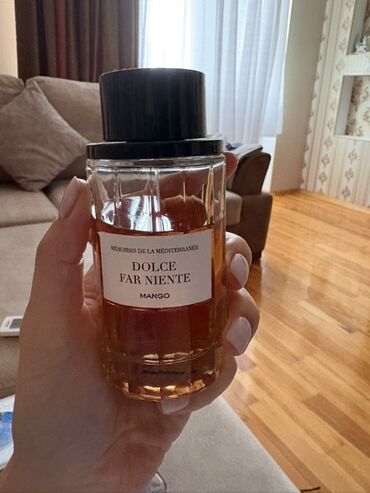 MÉMOIRES DE LA MÉDITERRANÉE
DOLCE
FAR NIENTE
MANGO